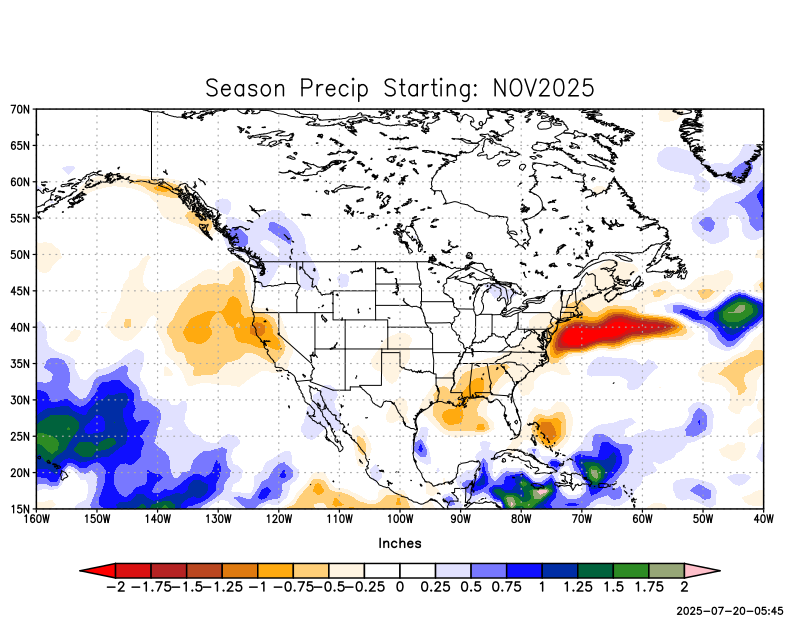 Season Precip Starting: NOV2025
70N
65N
60N
55N
50N
45N
40N
35N
30N
25N
20N
15N
160W 150W 140W 130W 120W 110W 100W 90W 80W 70W 60W 50W 40W
Inches
-2 -1.75 -1.5 -1.25 -1 -0.75 -0.5 -0.25 0 0.25 0.5 0.75 1 1.25 1.5 1.75 2
2025-07-20-05:45